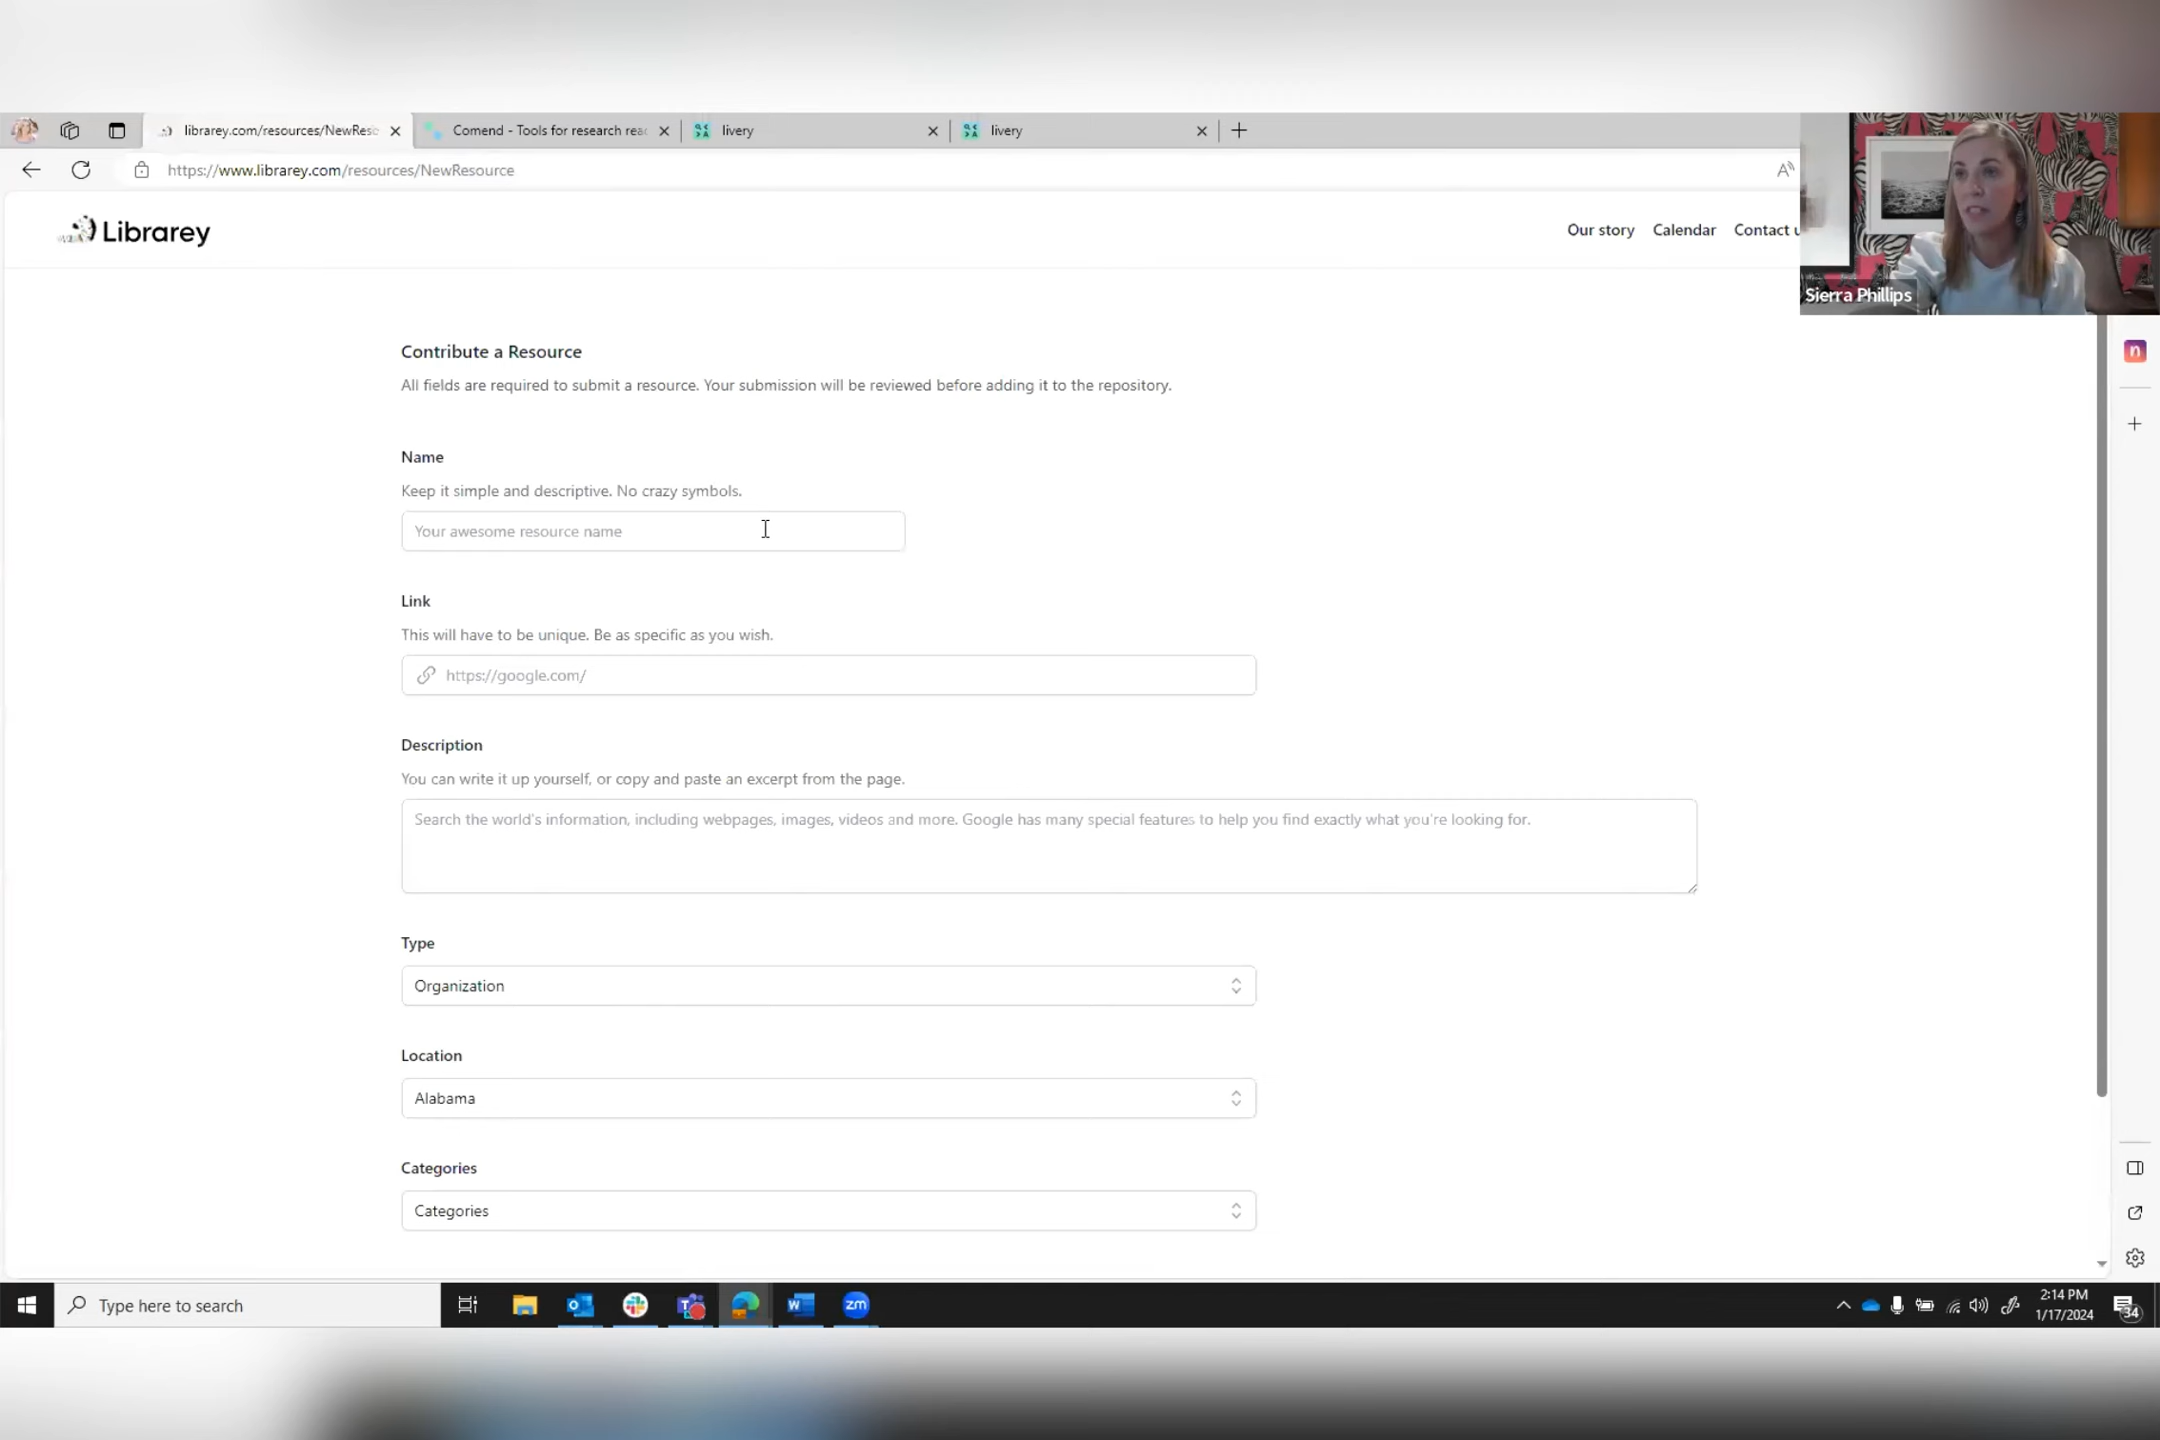 librarey.com/resources/NewReso
Comend - Tools for research read
livery
livery
https://www.librarey.com/resources/NewResource
Librarey
Our story
Calendar
Contact u
Sierra Phillips
Contribute a Resource
All fields are required to submit a resource. Your submission will be reviewed before adding it to the repository.
Name
Keep it simple and descriptive. No crazy symbols.
Your awesome resource name
Link
This will have to be unique. Be as specific as you wish.
https://google.com/
Description
You can write it up yourself, or copy and paste an excerpt from the page.
Search the world's information, including webpages, images, videos and more. Google has many special features to help you find exactly what you're looking for.
Type
Organization
Location
Alabama
Categories
Categories
Type here to search
zm
2:14 PM
1/17/2024
34